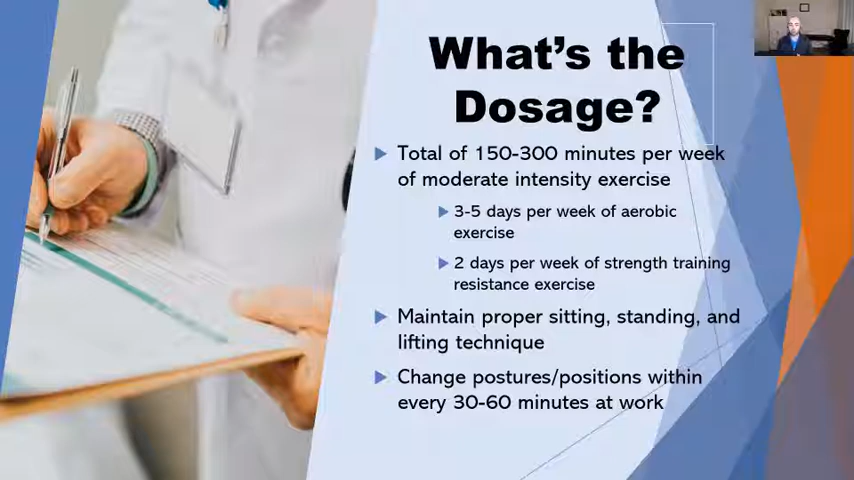 What's the
Dosage?
Total of 150-300 minutes per week
of moderate intensity exercise
3-5 days per week of aerobic
exercise
2 days per week of strength training
resistance exercise
Maintain proper sitting, standing, and
lifting technique
Change postures/positions within
every 30-60 minutes at work